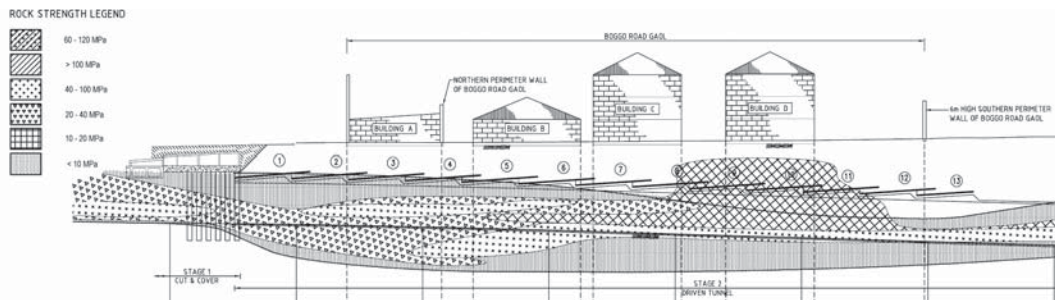 ROCK STRENGTH LEGEND
60 - 120 MPa
> 100 MPa
40 - 100 MPa
20 - 40 MPa
10 - 20 MPa
< 10 MPa
BOGGO ROAD GAOL
NORTHERN PERIMETER WALL
OF BOGGO ROAD GAOL
6m HIGH SOUTHERN PERIMETER
WALL OF BOGGO ROAD GAOL
BUILDING A
BUILDING B
BUILDING C
BUILDING D
1
2
3
4
5
6
7
11
12
13
STAGE 1
CUT & COVER
STAGE 2
DRIVEN TUNNEL